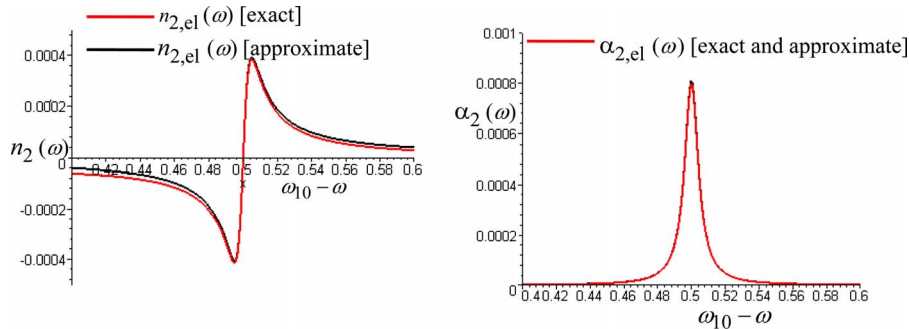 n2,el (ω) [exact]
n2,el (ω) [approximate]
0.0004
0.0002
n2 (ω)
0
0.42 0.44 0.46 0.48 0.5 0.52 0.54 0.56 0.58 0.6
x
ω10 − ω
-0.0002
-0.0004
0.001
α2,el (ω) [exact and approximate]
0.0008
α2 (ω)
0.0006
0.0004
0.0002
0
0.4 0.42 0.44 0.46 0.48 0.5 0.52 0.54 0.56 0.58 0.6
ω10 − ω